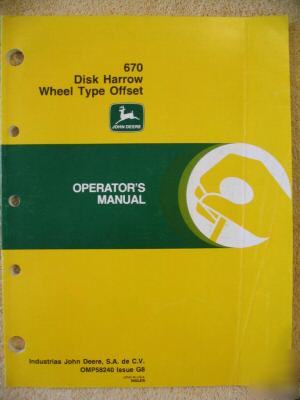 670
Disk Harrow
Wheel Type Offset
JOHN DEERE
OPERATOR'S
MANUAL
Industrias John Deere, S.A. de C.V.
OMP58240 Issue G8